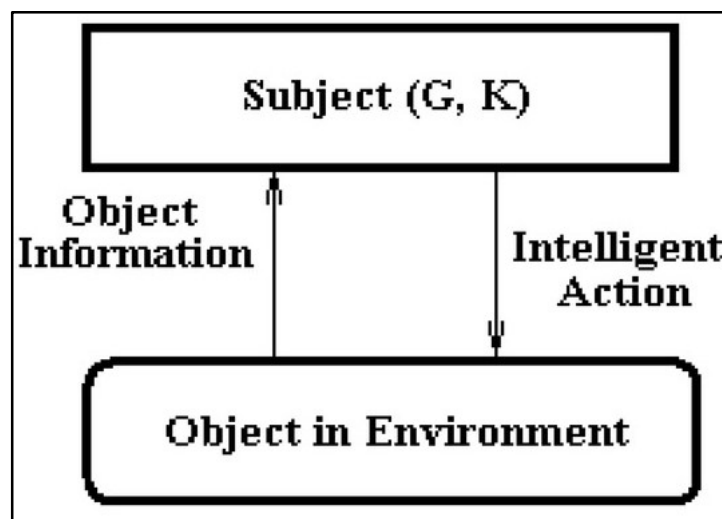 Subject (G, K)
Object
Information
Intelligent
Action
Object in Environment